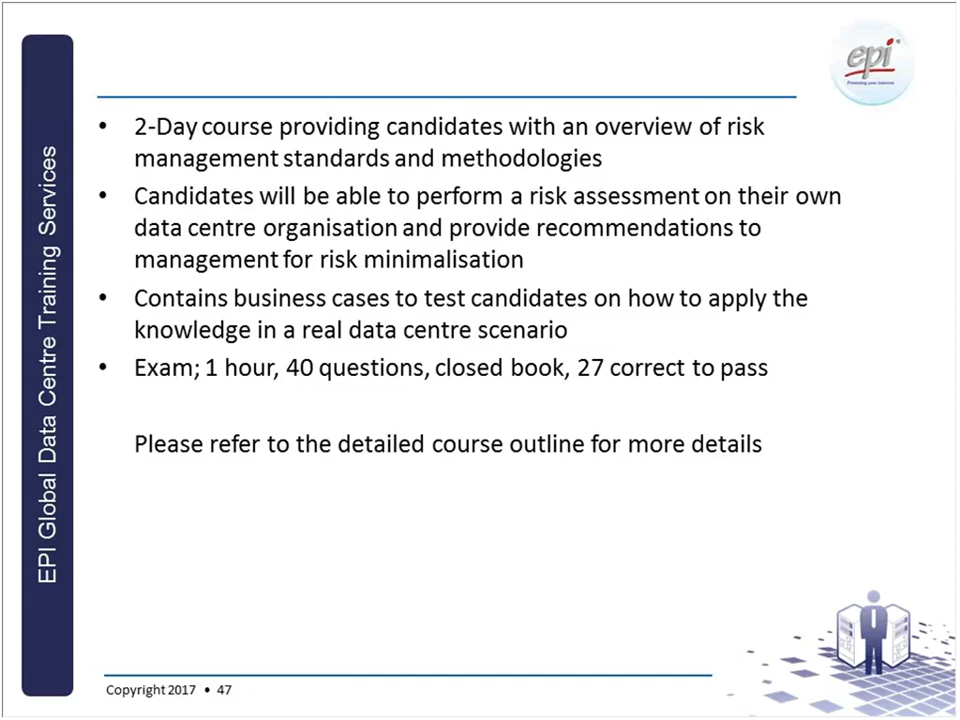 epi
EPI Global Data Centre Training Services
• 2-Day course providing candidates with an overview of risk
management standards and methodologies
• Candidates will be able to perform a risk assessment on their own
data centre organisation and provide recommendations to
management for risk minimalisation
• Contains business cases to test candidates on how to apply the
knowledge in a real data centre scenario
• Exam; 1 hour, 40 questions, closed book, 27 correct to pass
Please refer to the detailed course outline for more details
Copyright 2017 • 47